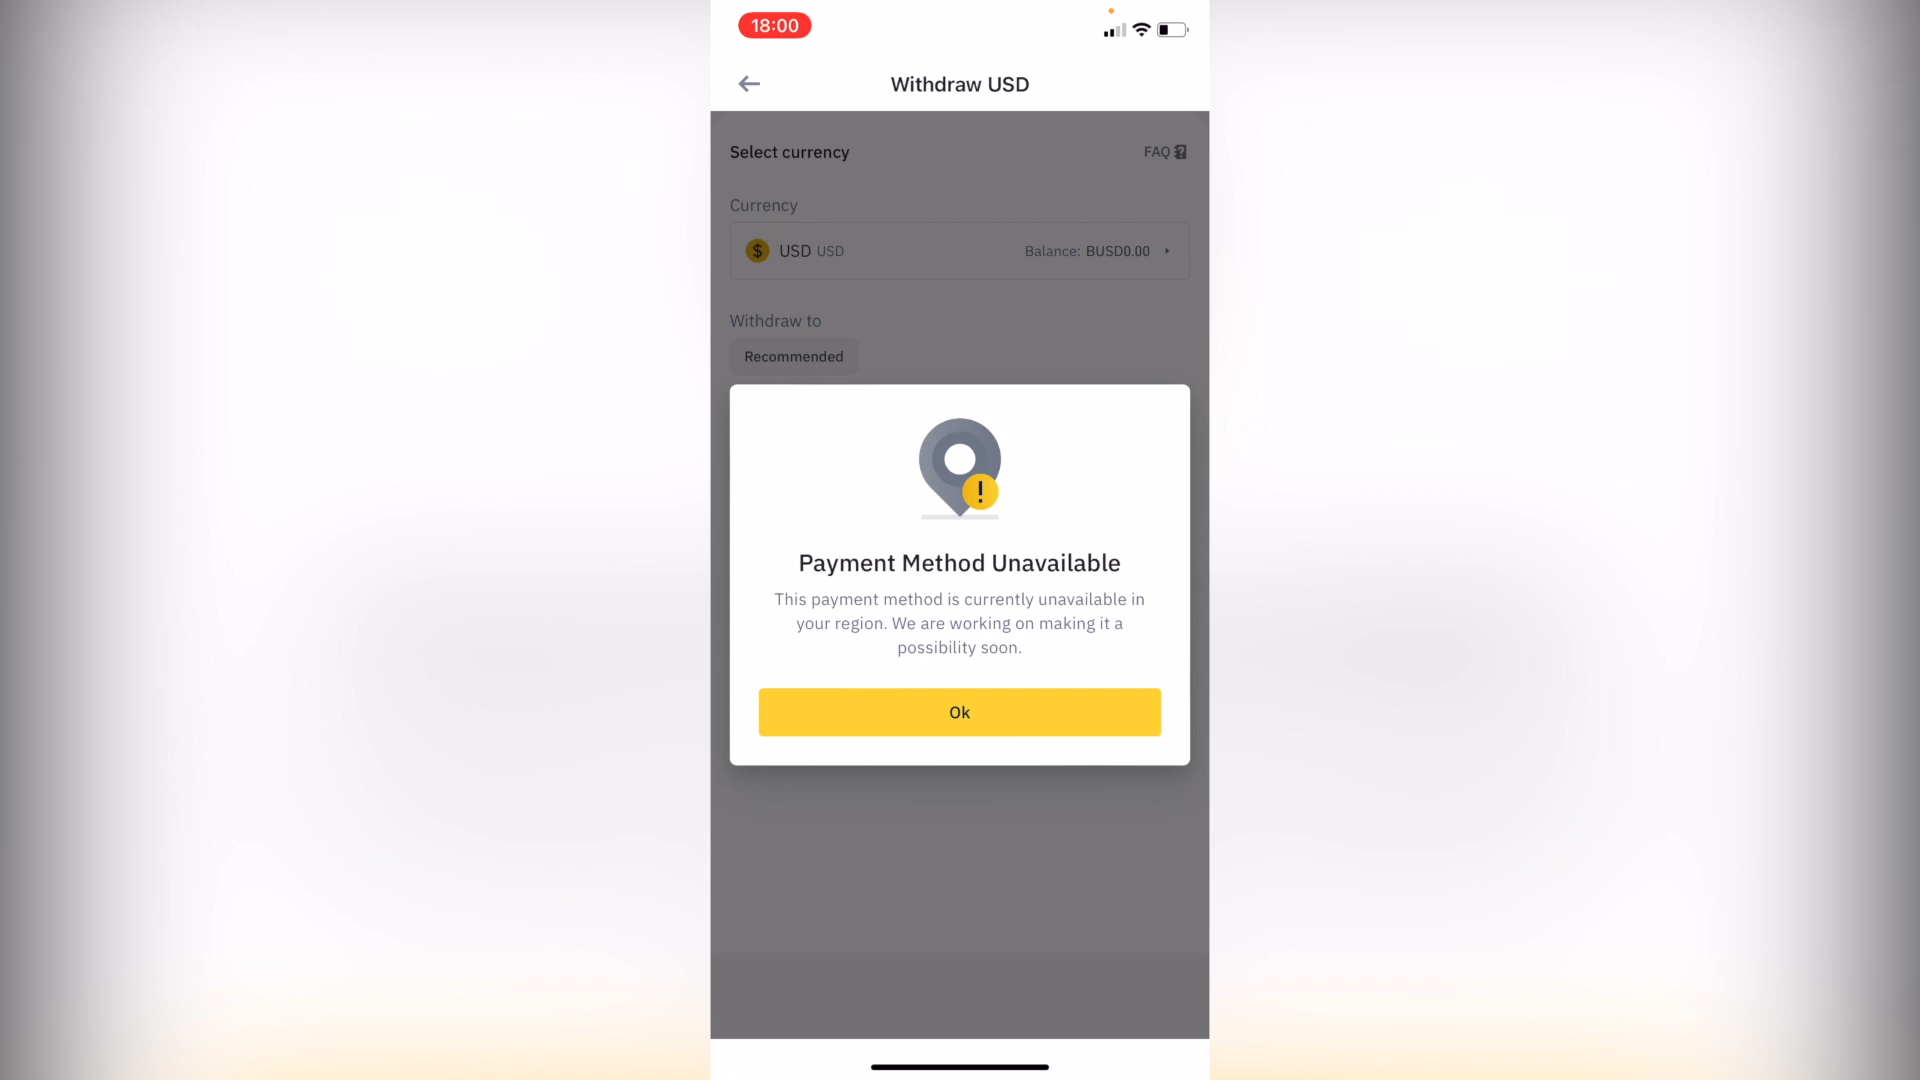 18:00
Withdraw USD
Select currency
FAQ
Currency
$ USD USD
Balance: BUSD0.00
Withdraw to
Recommended
!
Payment Method Unavailable
This payment method is currently unavailable in
your region. We are working on making it a
possibility soon.
Ok